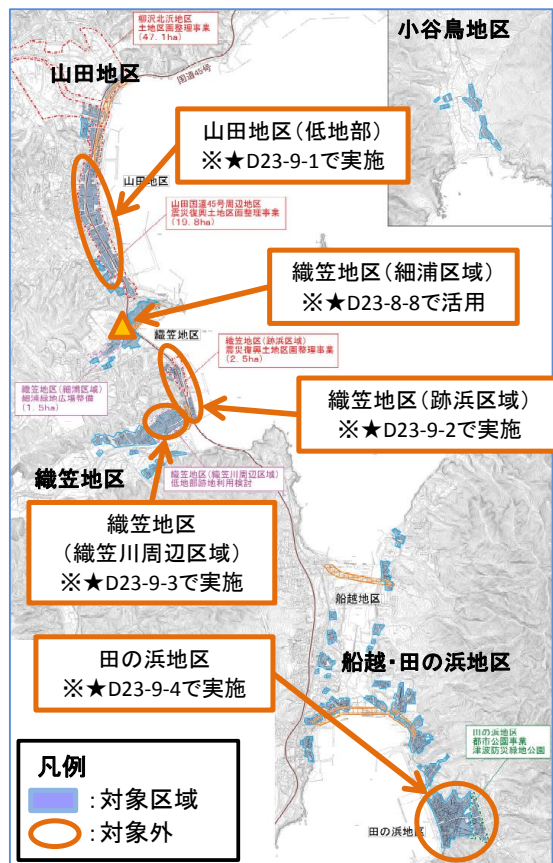 柳沢北浜地区
土地区画整理事業
(47.1ha)
小谷鳥地区
山田地区
国道45号
山田地区(低地部)
※★D23-9-1で実施
山田地区
山田国道45号周辺地区
震災復興土地区画整理事業
(19.8ha)
織笠地区(細浦区域)
※★D23-8-8で活用
織笠地区
織笠地区(跡浜区域)
震災復興土地区画整理事業
(2.5ha)
織笠地区(細浦区域)
細浦緑地広場整備
(1.5ha)
織笠地区(跡浜区域)
※★D23-9-2で実施
織笠地区
織笠地区(織笠川周辺区域)
低地部跡地利用検討
織笠地区
(織笠川周辺区域)
※★D23-9-3で実施
船越地区
田の浜地区
※★D23-9-4で実施
船越・田の浜地区
都市公園事業
津波防災緑地公園
凡例
:対象区域
:対象外
田の浜地区